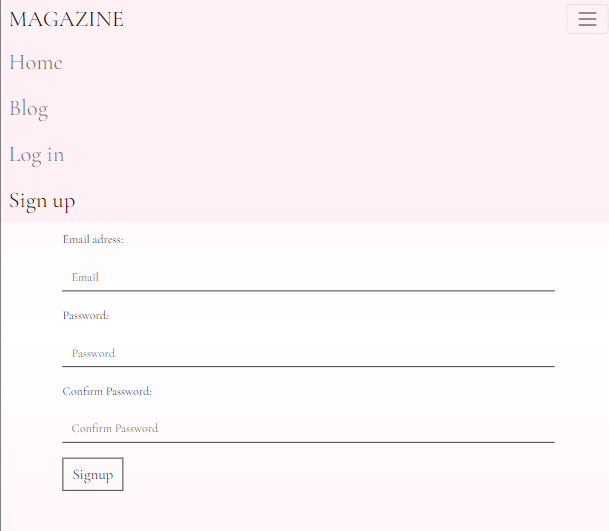 MAGAZINE
Home
Blog
Log in
Sign up
Email adress:
Email
Password:
Password
Confirm Password:
Confirm Password
Signup